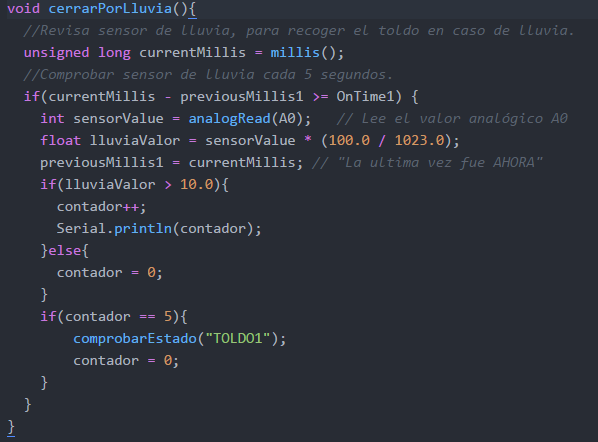 void cerrarPorLluvia(){
  //Revisa sensor de lluvia, para recoger el toldo en caso de lluvia.
  unsigned long currentMillis = millis();
  //Comprobar sensor de lluvia cada 5 segundos.
  if(currentMillis - previousMillis1 >= OnTime1) {
    int sensorValue = analogRead(A0);   // Lee el valor analógico A0
    float lluviaValor = sensorValue * (100.0 / 1023.0);
    previousMillis1 = currentMillis; // "La ultima vez fue AHORA"
    if(lluviaValor > 10.0){
      contador++;
      Serial.println(contador);
    }else{
      contador = 0;
    }
    if(contador == 5){
        comprobarEstado("TOLDO1");
        contador = 0;
    }
  }
}